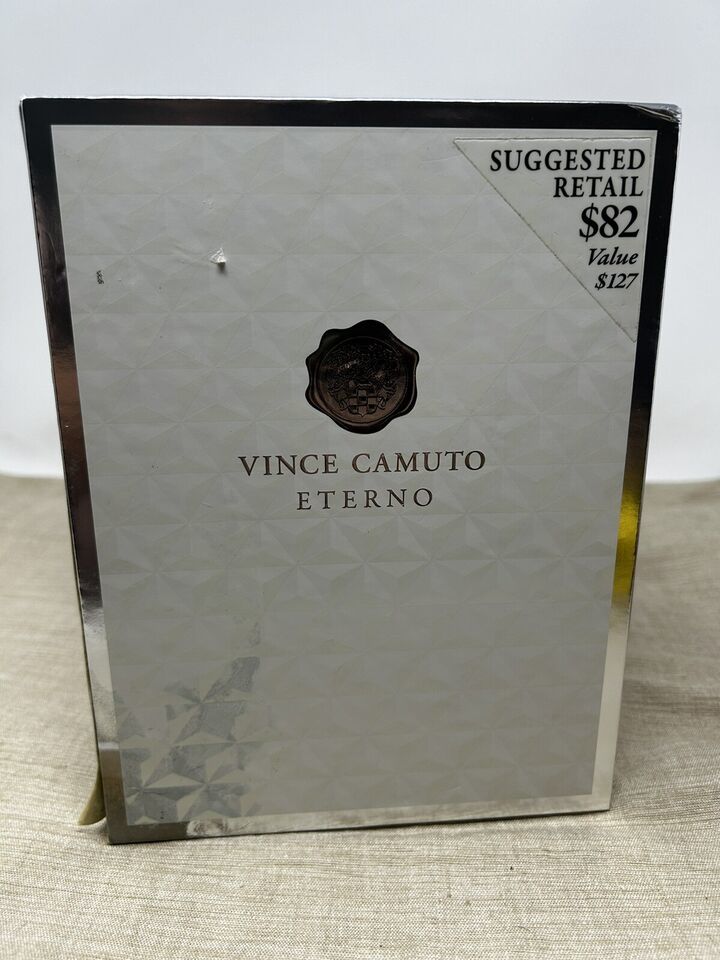 SUGGESTED
RETAIL
$82
Value
$127
VINCE CAMUTO
ETERNO